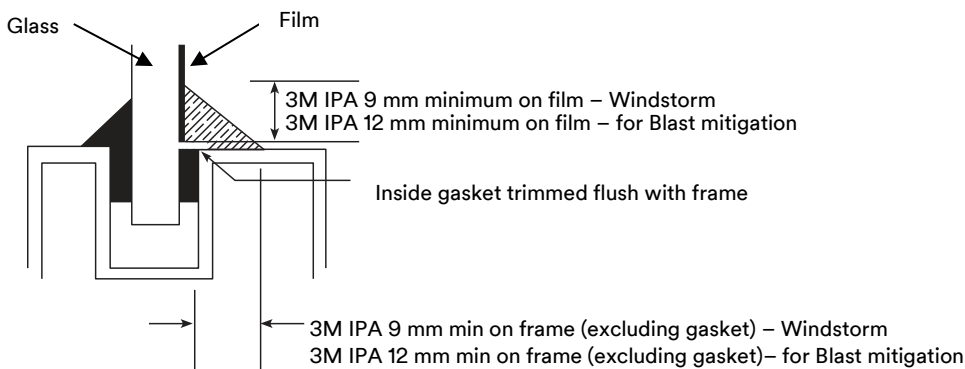 Glass
Film
3M IPA 9 mm minimum on film – Windstorm
3M IPA 12 mm minimum on film – for Blast mitigation
Inside gasket trimmed flush with frame
3M IPA 9 mm min on frame (excluding gasket) – Windstorm
3M IPA 12 mm min on frame (excluding gasket)– for Blast mitigation